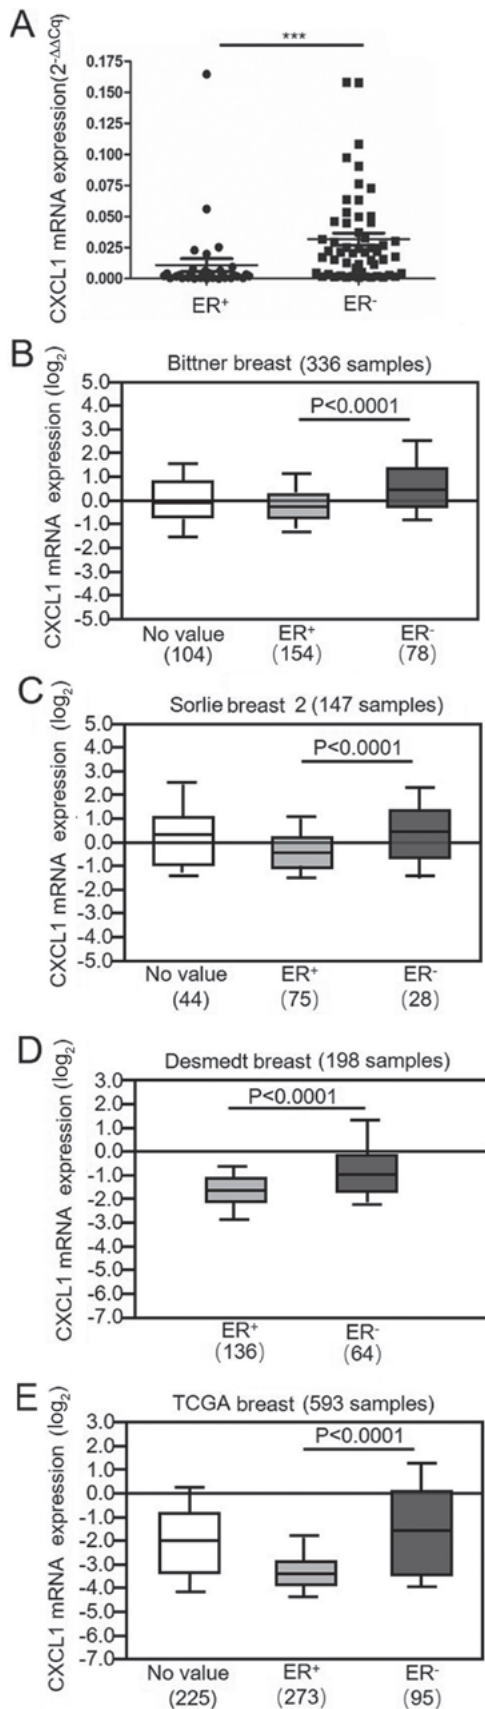 A
***
CXCL1 mRNA expression(2-ΔΔCq)
0.175
0.150
0.125
0.100
0.075
0.050
0.025
0.000
ER+
ER-
B
Bittner breast (336 samples)
CXCL1 mRNA expression (log2)
5.0
4.0
3.0
2.0
1.0
0.0
-1.0
-2.0
-3.0
-4.0
-5.0
P<0.0001
No value
(104)
ER+
(154)
ER-
(78)
C
Sorlie breast 2 (147 samples)
CXCL1 mRNA expression (log2)
5.0
4.0
3.0
2.0
1.0
0.0
-1.0
-2.0
-3.0
-4.0
-5.0
P<0.0001
No value
(44)
ER+
(75)
ER-
(28)
D
Desmedt breast (198 samples)
CXCL1 mRNA expression (log2)
3.0
2.0
1.0
0.0
-1.0
-2.0
-3.0
-4.0
-5.0
-6.0
-7.0
P<0.0001
ER+
(136)
ER-
(64)
E
TCGA breast (593 samples)
CXCL1 mRNA expression (log2)
3.0
2.0
1.0
0.0
-1.0
-2.0
-3.0
-4.0
-5.0
-6.0
-7.0
P<0.0001
No value
(225)
ER+
(273)
ER-
(95)